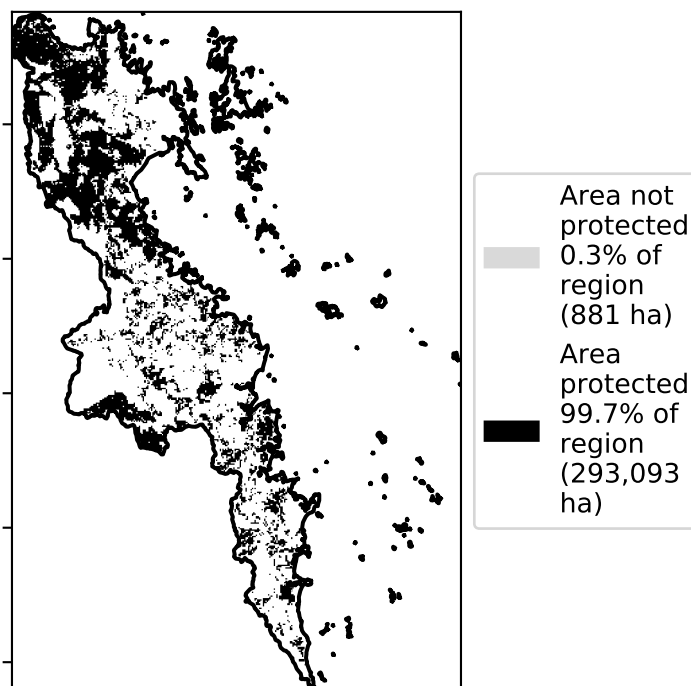 Area not
protected
0.3% of
region
(881 ha)
Area
protected
99.7% of
region
(293,093
ha)